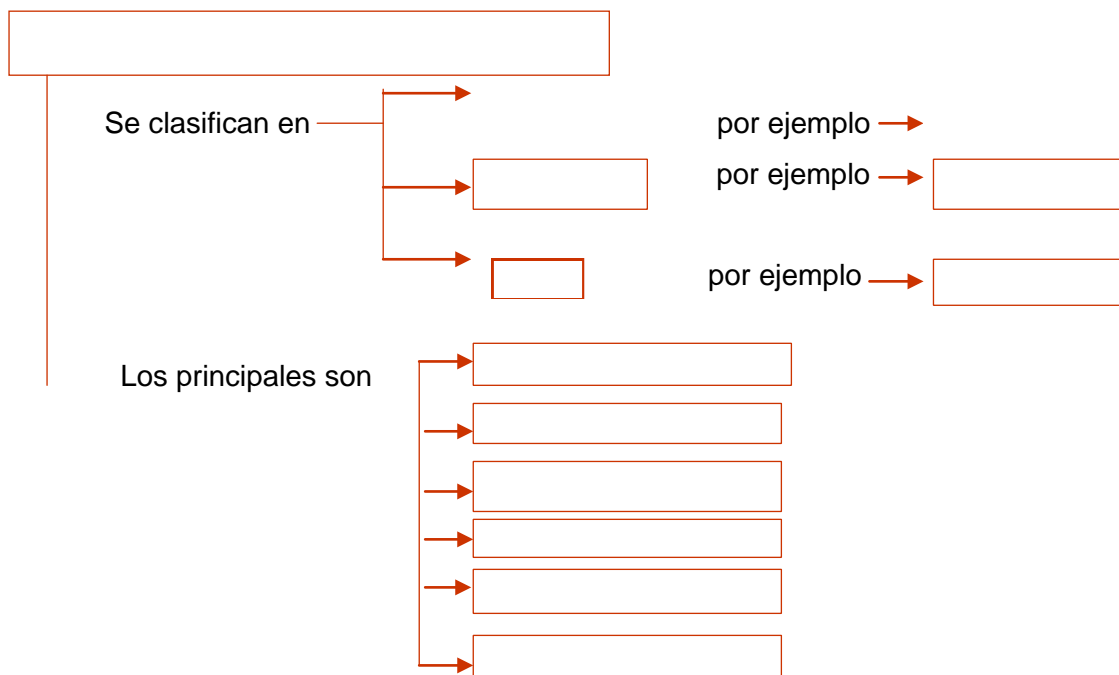 Se clasifican en
por ejemplo
por ejemplo
por ejemplo
Los principales son